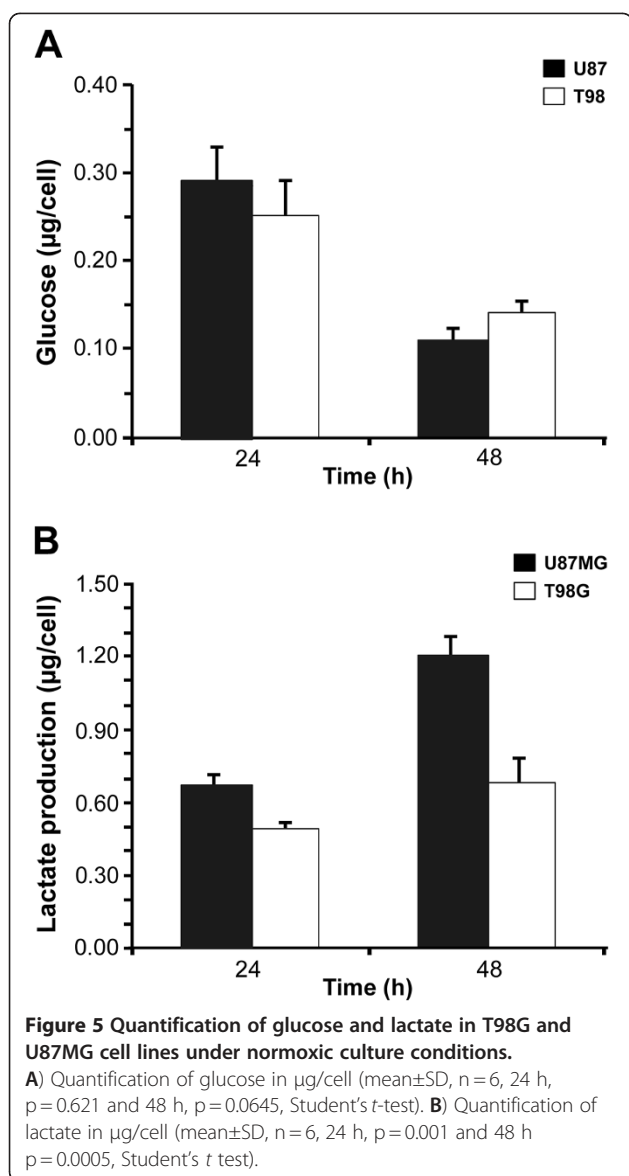 A
U87
T98
0.40
0.30
0.20
0.10
0.00
Glucose (µg/cell)
24
48
Time (h)
B
U87MG
T98G
1.50
1.20
0.90
0.60
0.30
0.00
Lactate production (µg/cell)
24
48
Time (h)
Figure 5 Quantification of glucose and lactate in T98G and
U87MG cell lines under normoxic culture conditions.
A) Quantification of glucose in µg/cell (mean±SD, n = 6, 24 h,
p = 0.621 and 48 h, p = 0.0645, Student's t-test). B) Quantification of
lactate in µg/cell (mean±SD, n = 6, 24 h, p = 0.001 and 48 h
p = 0.0005, Student's t test).